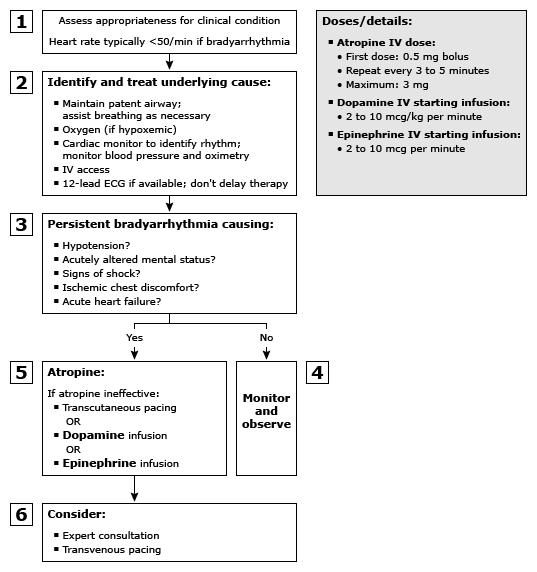 1
Assess appropriateness for clinical condition
Heart rate typically <50/min if bradyarrhythmia
2
Identify and treat underlying cause:
▪ Maintain patent airway;
assist breathing as necessary
▪ Oxygen (if hypoxemic)
▪ Cardiac monitor to identify rhythm;
monitor blood pressure and oximetry
▪ IV access
▪ 12-lead ECG if available; don't delay therapy
3
Persistent bradyarrhythmia causing:
▪ Hypotension?
▪ Acutely altered mental status?
▪ Signs of shock?
▪ Ischemic chest discomfort?
▪ Acute heart failure?
Yes
No
5
Atropine:
If atropine ineffective:
▪ Transcutaneous pacing
OR
▪ Dopamine infusion
OR
▪ Epinephrine infusion
Monitor
and
observe
4
6
Consider:
▪ Expert consultation
▪ Transvenous pacing
Doses/details:
▪ Atropine IV dose:
• First dose: 0.5 mg bolus
• Repeat every 3 to 5 minutes
• Maximum: 3 mg
▪ Dopamine IV starting infusion:
• 2 to 10 mcg/kg per minute
▪ Epinephrine IV starting infusion:
• 2 to 10 mcg per minute